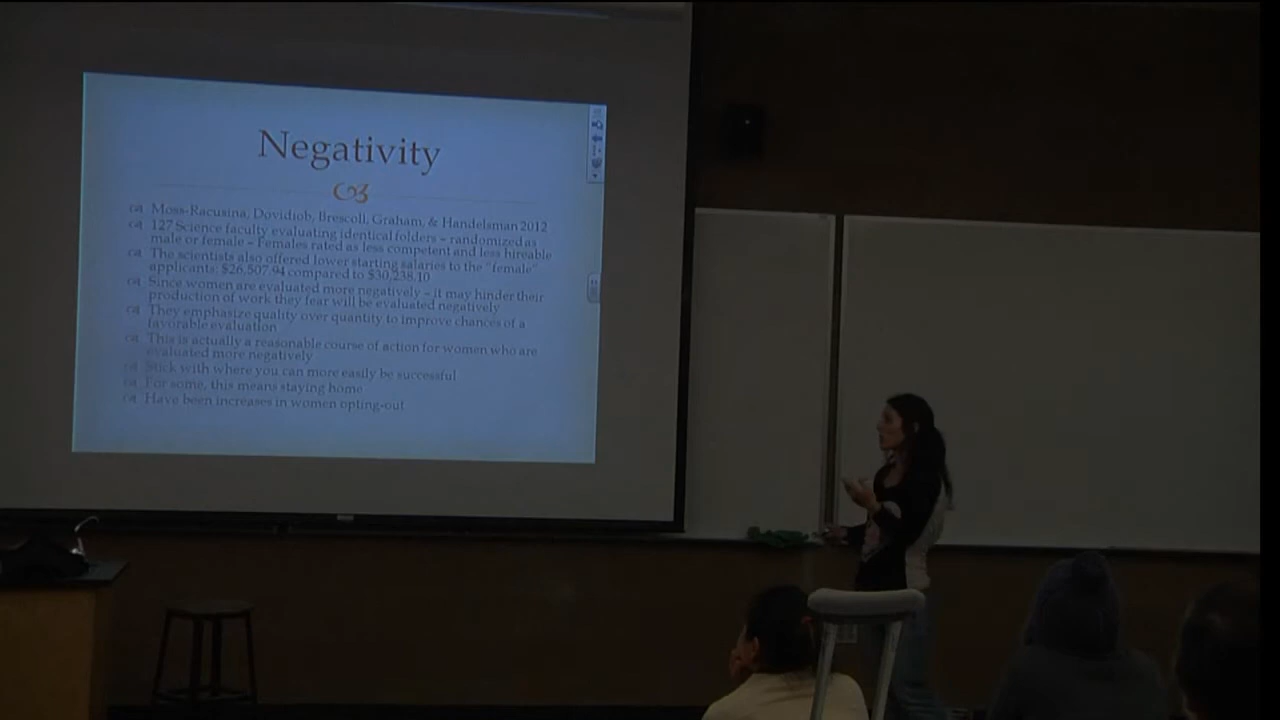 Negativity
Moss-Racusina, Dovidiob, Brescoll, Graham, & Handelsman 2012
127 Science faculty evaluating identical folders – randomized as
male or female – Females rated as less competent and less hireable
The scientists also offered lower starting salaries to the "female"
applicants: $26,507.94 compared to $30,238.10
Since women are evaluated more negatively – it may hinder their
production of work they fear will be evaluated negatively
They emphasize quality over quantity to improve chances of a
favorable evaluation
This is actually a reasonable course of action for women who are
evaluated more negatively
Stick with where you can more easily be successful
For some, this means staying home
Have been increases in women opting-out